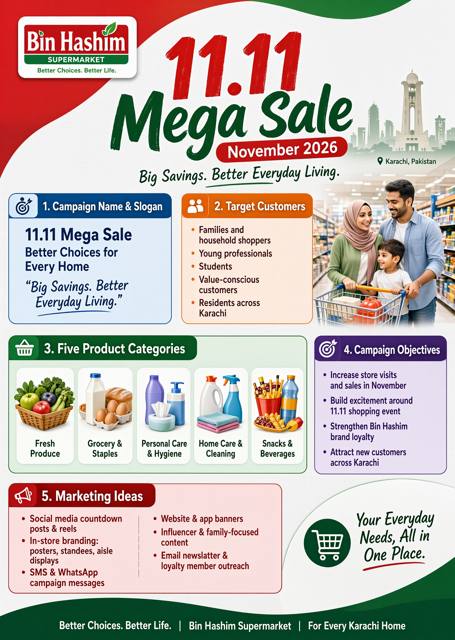 Bin Hashim
SUPERMARKET
Better Choices. Better Life.
11.11
Mega Sale
November 2026
Big Savings. Better Everyday Living.
Karachi, Pakistan
1. Campaign Name & Slogan
11.11 Mega Sale
Better Choices for
Every Home
"Big Savings. Better
Everyday Living."
2. Target Customers
• Families and
household shoppers
• Young professionals
• Students
• Value-conscious
customers
• Residents across
Karachi
3. Five Product Categories
Fresh
Produce
Grocery &
Staples
Personal Care
& Hygiene
Home Care &
Cleaning
Snacks &
Beverages
4. Campaign Objectives
• Increase store visits
and sales in November
• Build excitement around
11.11 shopping event
• Strengthen Bin Hashim
brand loyalty
• Attract new customers
across Karachi
5. Marketing Ideas
• Social media countdown
posts & reels
• In-store branding:
posters, standees, aisle
displays
• SMS & WhatsApp
campaign messages
• Website & app banners
• Influencer & family-focused
content
• Email newslatter &
loyalty member outreach
Your Everyday
Needs, All in
One Place.
Better Choices. Better Life. | Bin Hashim Supermarket | For Every Karachi Home